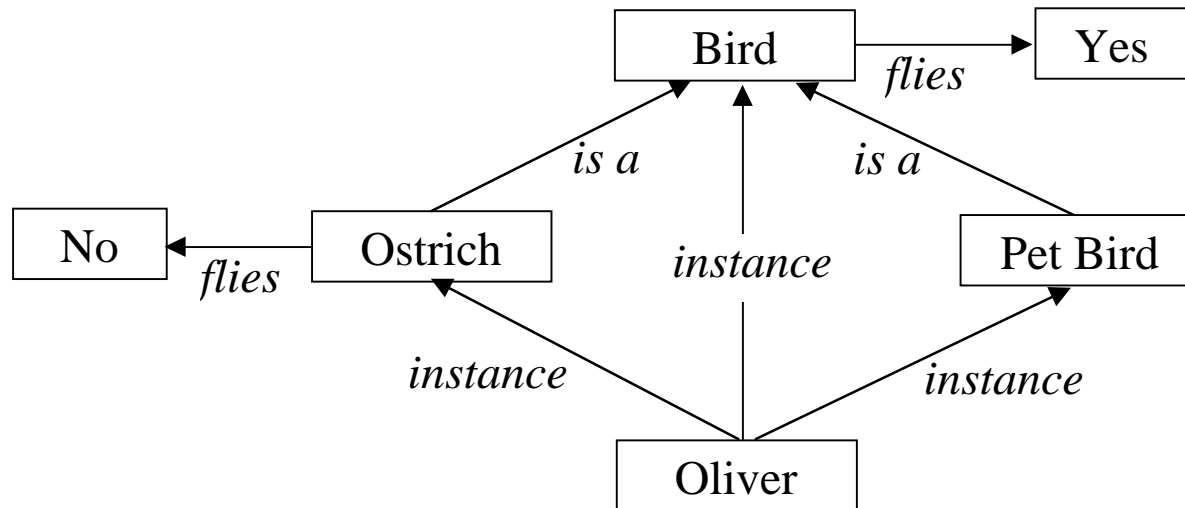 Bird
Yes
flies
is a
is a
No
Ostrich
Pet Bird
flies
instance
instance
instance
Oliver